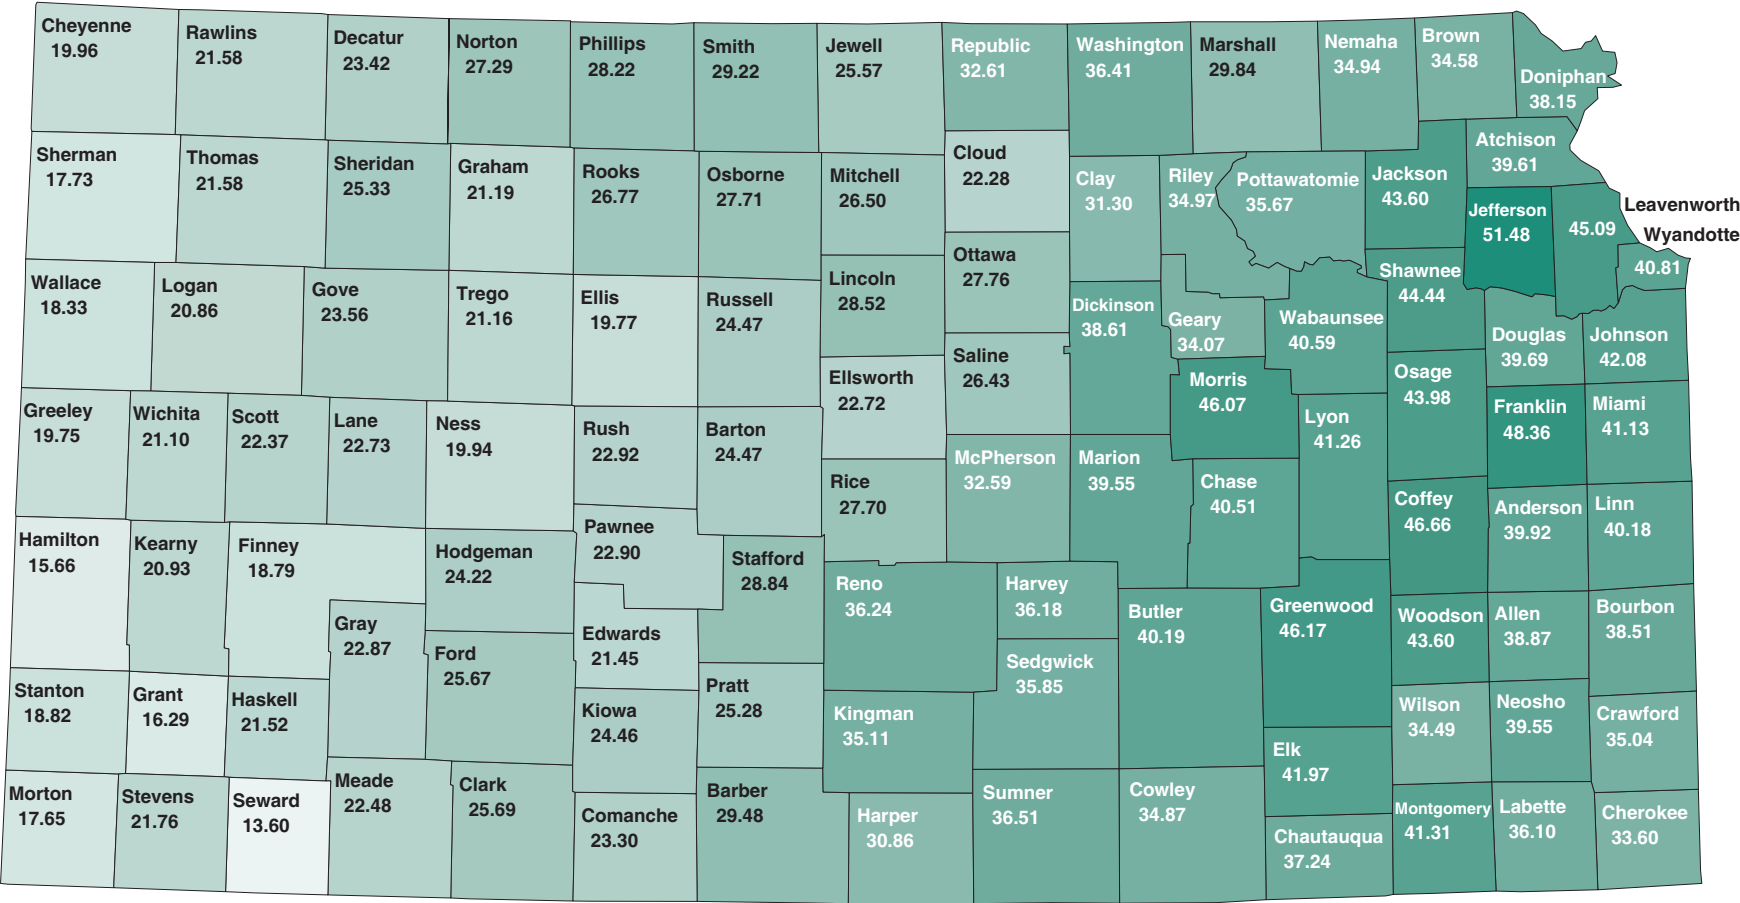 Cheyenne
19.96
Rawlins
21.58
Decatur
23.42
Norton
27.29
Phillips
28.22
Smith
29.22
Jewell
25.57
Republic
32.61
Washington
36.41
Marshall
29.84
Nemaha
34.94
Brown
34.58
Doniphan
38.15
Sherman
17.73
Thomas
21.58
Sheridan
25.33
Graham
21.19
Rooks
26.77
Osborne
27.71
Mitchell
26.50
Cloud
22.28
Clay
31.30
Riley
34.97
Pottawatomie
35.67
Jackson
43.60
Atchison
39.61
Jefferson
51.48
Leavenworth
45.09
Wyandotte
40.81
Wallace
18.33
Logan
20.86
Gove
23.56
Trego
21.16
Ellis
19.77
Russell
24.47
Lincoln
28.52
Ottawa
27.76
Saline
26.43
Dickinson
38.61
Geary
34.07
Wabaunsee
40.59
Shawnee
44.44
Douglas
39.69
Johnson
42.08
Ellsworth
22.72
Morris
46.07
Osage
43.98
Franklin
48.36
Miami
41.13
Greeley
19.75
Wichita
21.10
Scott
22.37
Lane
22.73
Ness
19.94
Rush
22.92
Barton
24.47
Rice
27.70
McPherson
32.59
Marion
39.55
Chase
40.51
Lyon
41.26
Coffey
46.66
Anderson
39.92
Linn
40.18
Hamilton
15.66
Kearny
20.93
Finney
18.79
Hodgeman
24.22
Pawnee
22.90
Stafford
28.84
Reno
36.24
Harvey
36.18
Butler
40.19
Greenwood
46.17
Woodson
43.60
Allen
38.87
Bourbon
38.51
Gray
22.87
Ford
25.67
Edwards
21.45
Sedgwick
35.85
Stanton
18.82
Grant
16.29
Haskell
21.52
Kiowa
24.46
Pratt
25.28
Kingman
35.11
Elk
41.97
Wilson
34.49
Neosho
39.55
Crawford
35.04
Morton
17.65
Stevens
21.76
Seward
13.60
Meade
22.48
Clark
25.69
Comanche
23.30
Barber
29.48
Harper
30.86
Sumner
36.51
Cowley
34.87
Chautauqua
37.24
Montgomery
41.31
Labette
36.10
Cherokee
33.60